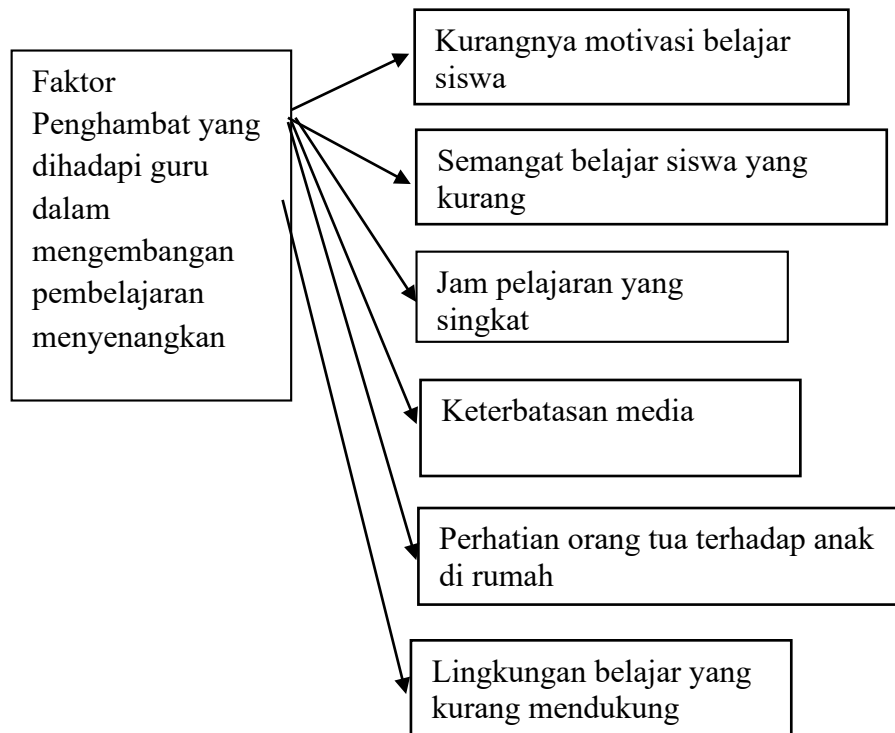 Faktor
Penghambat yang
dihadapi guru
dalam
mengembangan
pembelajaran
menyenangkan
Kurangnya motivasi belajar
siswa
Semangat belajar siswa yang
kurang
Jam pelajaran yang
singkat
Keterbatasan media
Perhatian orang tua terhadap anak
di rumah
Lingkungan belajar yang
kurang mendukung